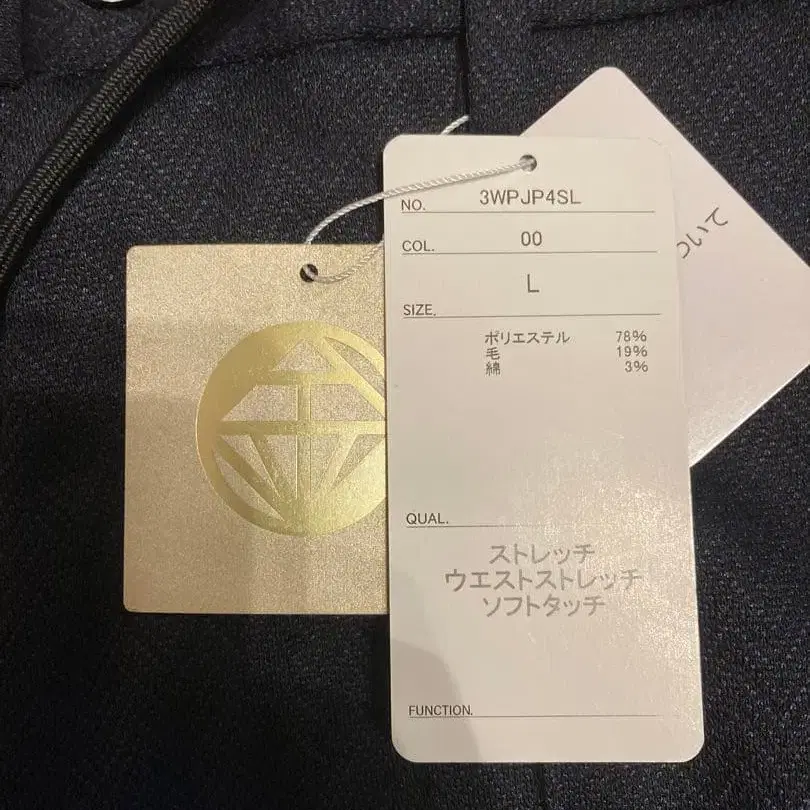 NO. 3WPJP4SL
COL. 00
SIZE. L
ポリエステル 78%
毛 19%
綿 3%
QUAL.
ストレッチ
ウエストストレッチ
ソフトタッチ
FUNCTION.
ついて